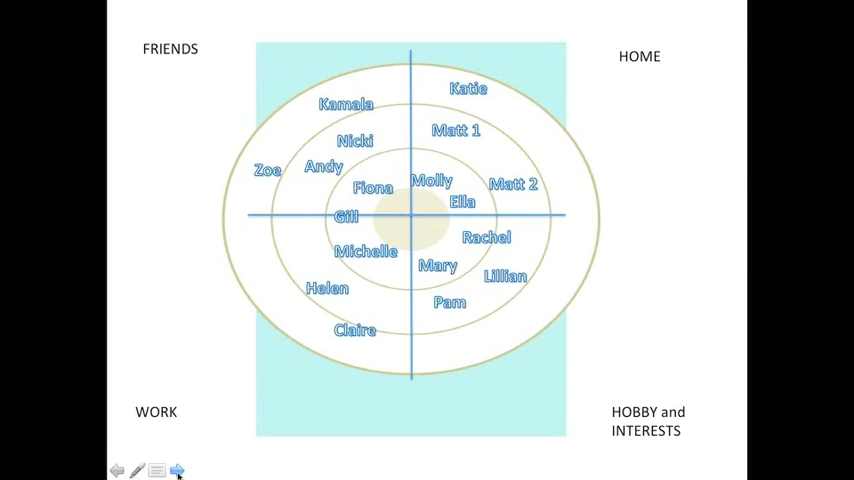 FRIENDS
HOME
Katie
Kamala
Matt 1
Nicki
Andy
Zoe
Molly
Matt 2
Fiona
Ella
Gill
Rachel
Michelle
Mary
Lillian
Helen
Pam
Claire
WORK
HOBBY and
INTERESTS